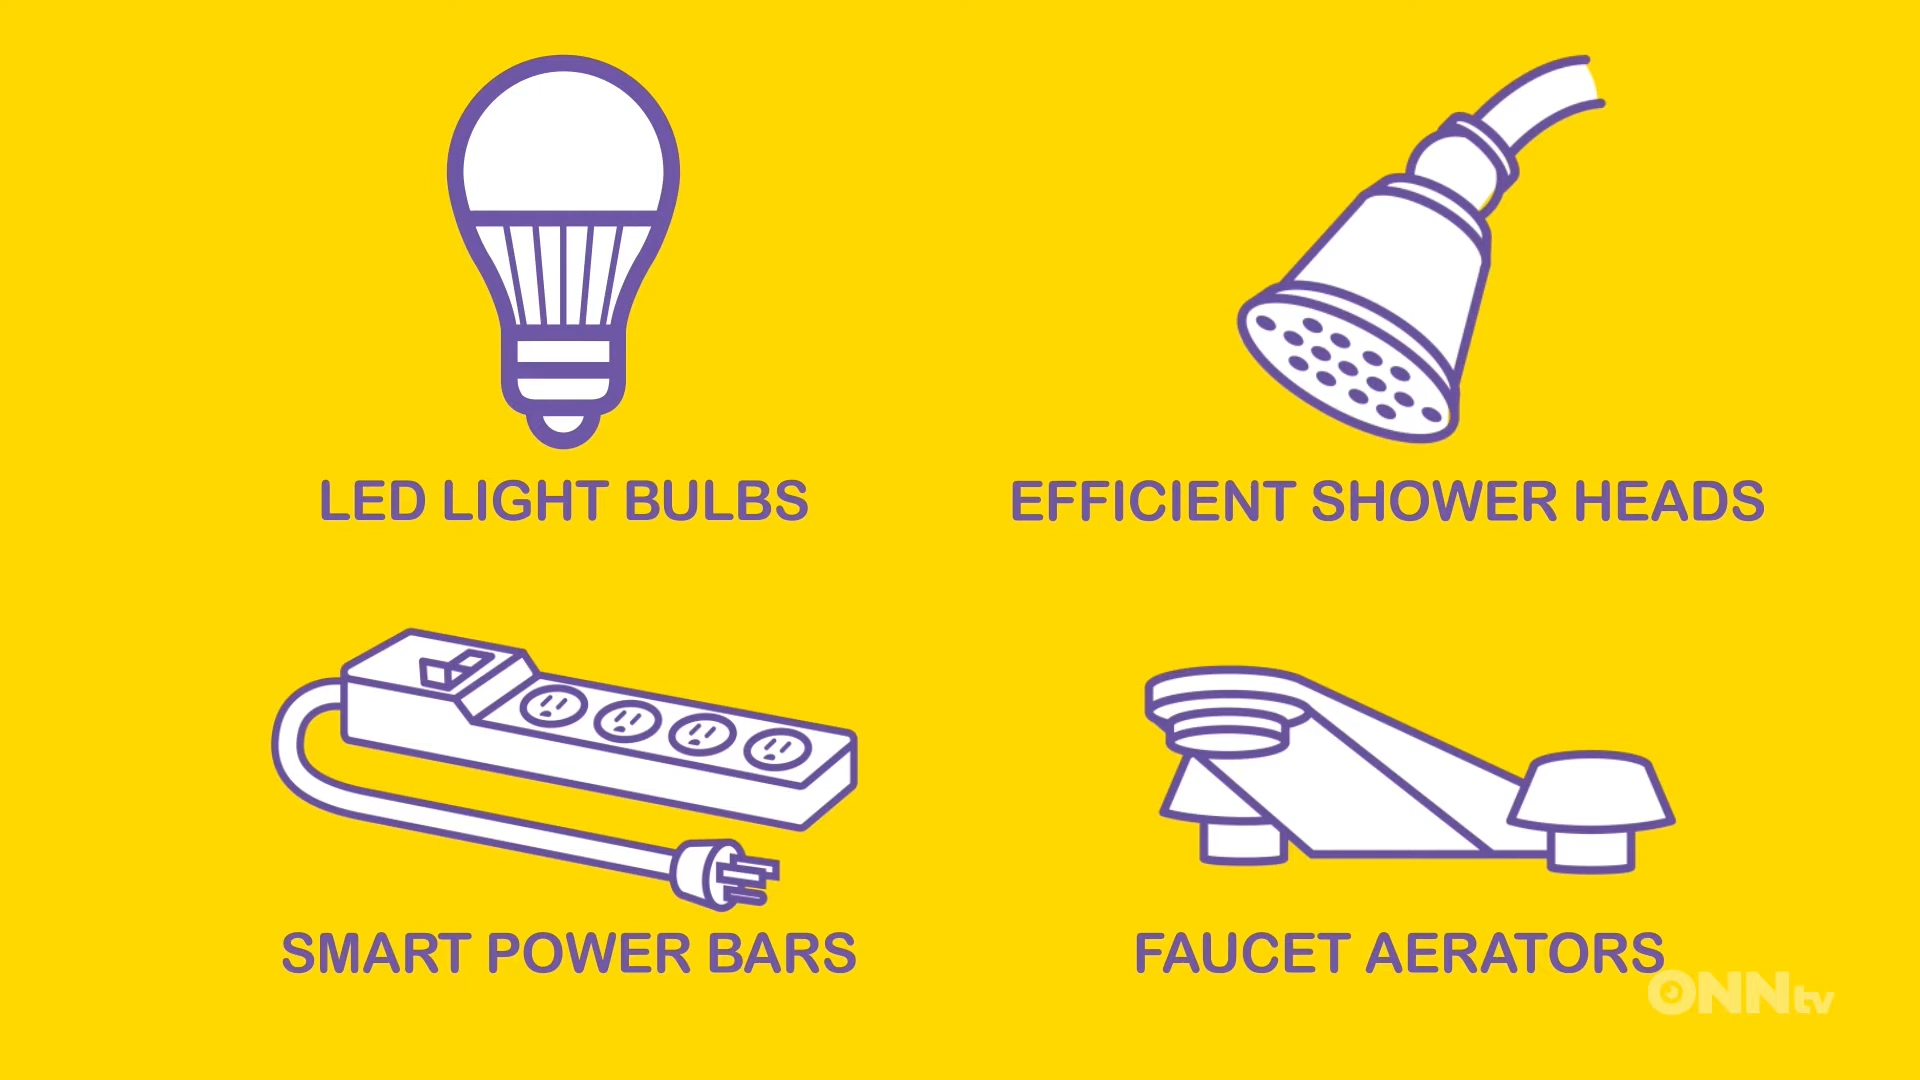 LED LIGHT BULBS
EFFICIENT SHOWER HEADS
SMART POWER BARS
FAUCET AERATORS
ONNtv